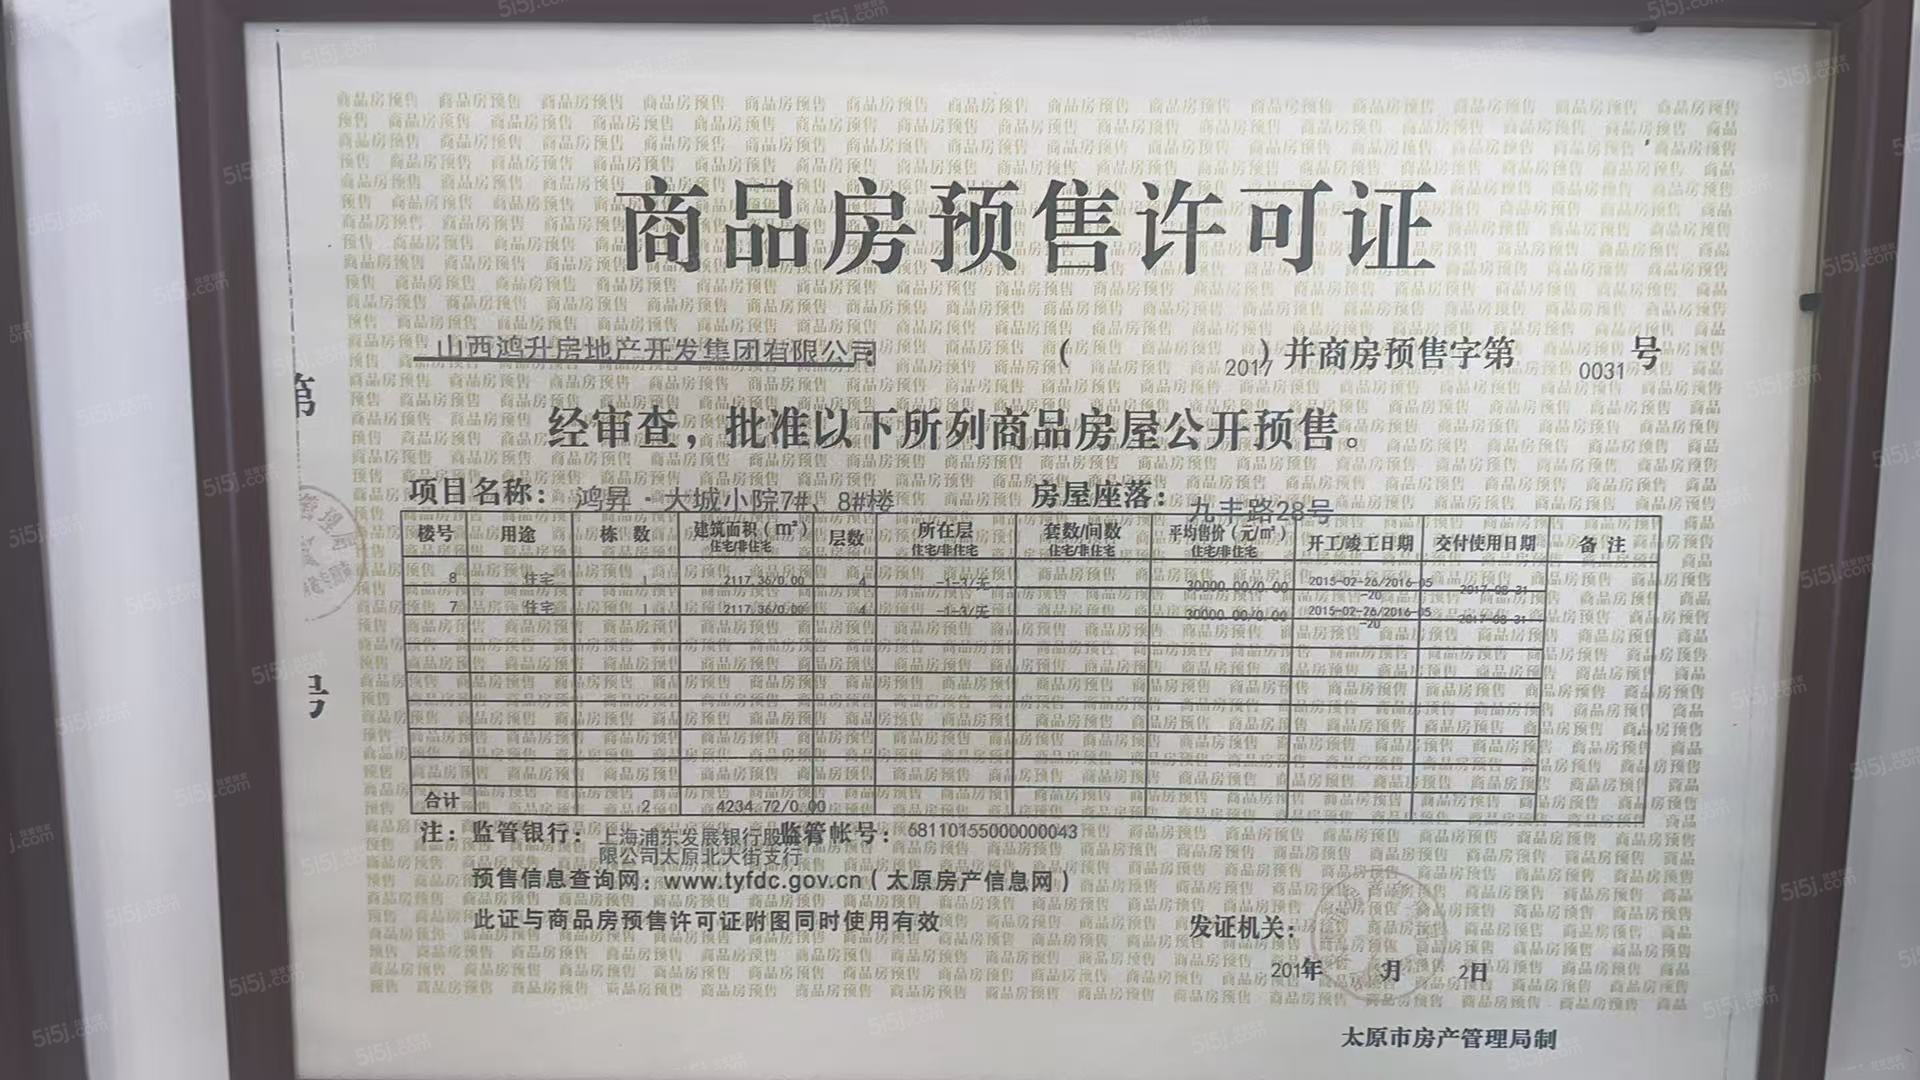 商品房预售许可证
山西鸿升房地产开发集团有限公司: (2017)并商房预售字第0031号
第
经审查，批准以下所列商品房屋公开预售。
项目名称：鸿昇·大城小院7#、8#楼 房屋座落：九丰路28号
楼号 用途 栋 数 建筑面积(m²) 住宅/非住宅 层数 所在层 住宅/非住宅 套数/间数 住宅/非住宅 平均售价(元/m²) 住宅/非住宅 开工/竣工日期 交付使用日期 备 注
8 住宅 1 2117.36/0.00 4 -1-3/无 30000.00/0.00 2015-02-26/2016-05-20 2017-08-31
7 住宅 1 2117.36/0.00 4 -1-3/无 30000.00/0.00 2015-02-26/2016-05-20 2017-08-31
号
合计 2 4234.72/0.00
注：监管银行：上海浦东发展银行股 限公司太原北大街支行 监管帐号：68110155000000043
预售信息查询网：www.tyfdc.gov.cn（太原房产信息网）
此证与商品房预售许可证附图同时使用有效
发证机关：
201年 月 2日
太原市房产管理局制
5i5j.com